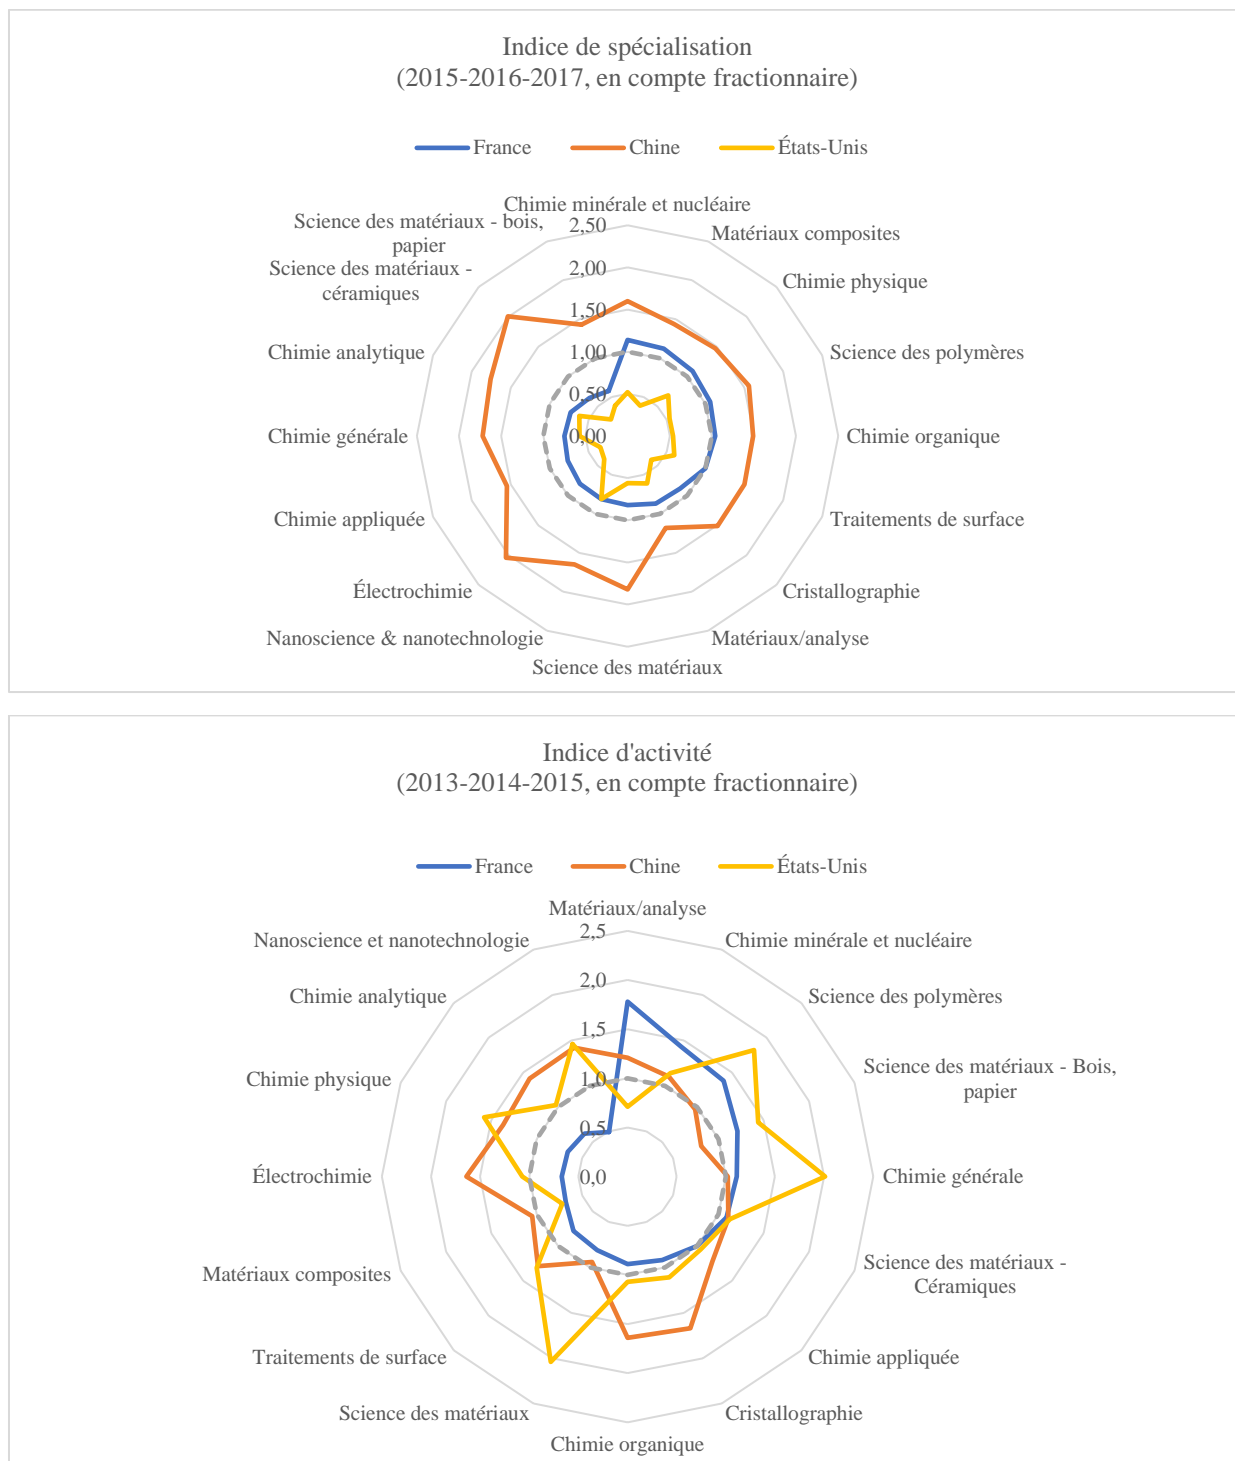 Indice de spécialisation
(2015-2016-2017, en compte fractionnaire)
France
Chine
États-Unis
Chimie minérale et nucléaire
Matériaux composites
Chimie physique
Science des polymères
Chimie organique
Traitements de surface
Cristallographie
Matériaux/analyse
Science des matériaux
Nanoscience & nanotechnologie
Électrochimie
Chimie appliquée
Chimie générale
Chimie analytique
Science des matériaux -
céramiques
Science des matériaux - bois,
papier
2,50
2,00
1,50
1,00
0,50
0,00
Indice d'activité
(2013-2014-2015, en compte fractionnaire)
France
Chine
États-Unis
Matériaux/analyse
Chimie minérale et nucléaire
Science des polymères
Science des matériaux - Bois,
papier
Chimie générale
Science des matériaux -
Céramiques
Chimie appliquée
Cristallographie
Chimie organique
Science des matériaux
Traitements de surface
Matériaux composites
Électrochimie
Chimie physique
Chimie analytique
Nanoscience et nanotechnologie
2,5
2,0
1,5
1,0
0,5
0,0